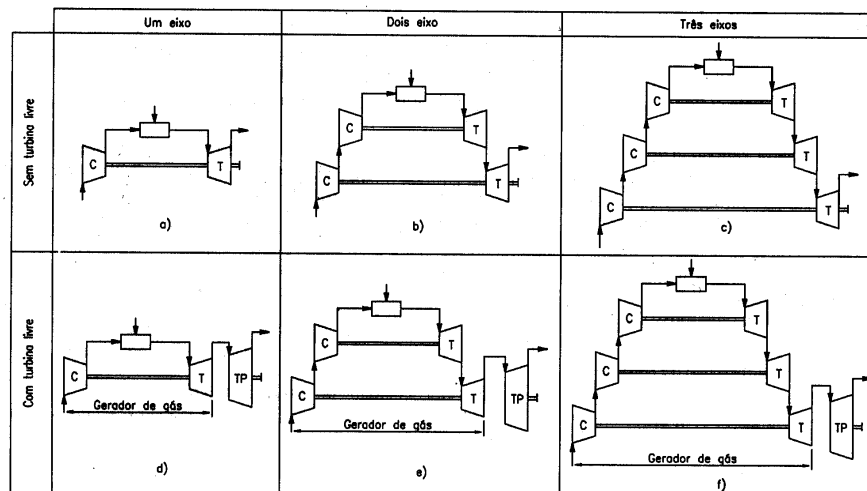 Um eixo
Dois eixo
Três eixos
Sem turbina livre
C
T
a)
C
T
C
T
b)
C
T
C
T
C
T
c)
Com turbina livre
C
T
TP
Gerador de gás
d)
C
T
C
T
TP
Gerador de gás
e)
C
T
C
T
C
T
TP
Gerador de gás
f)